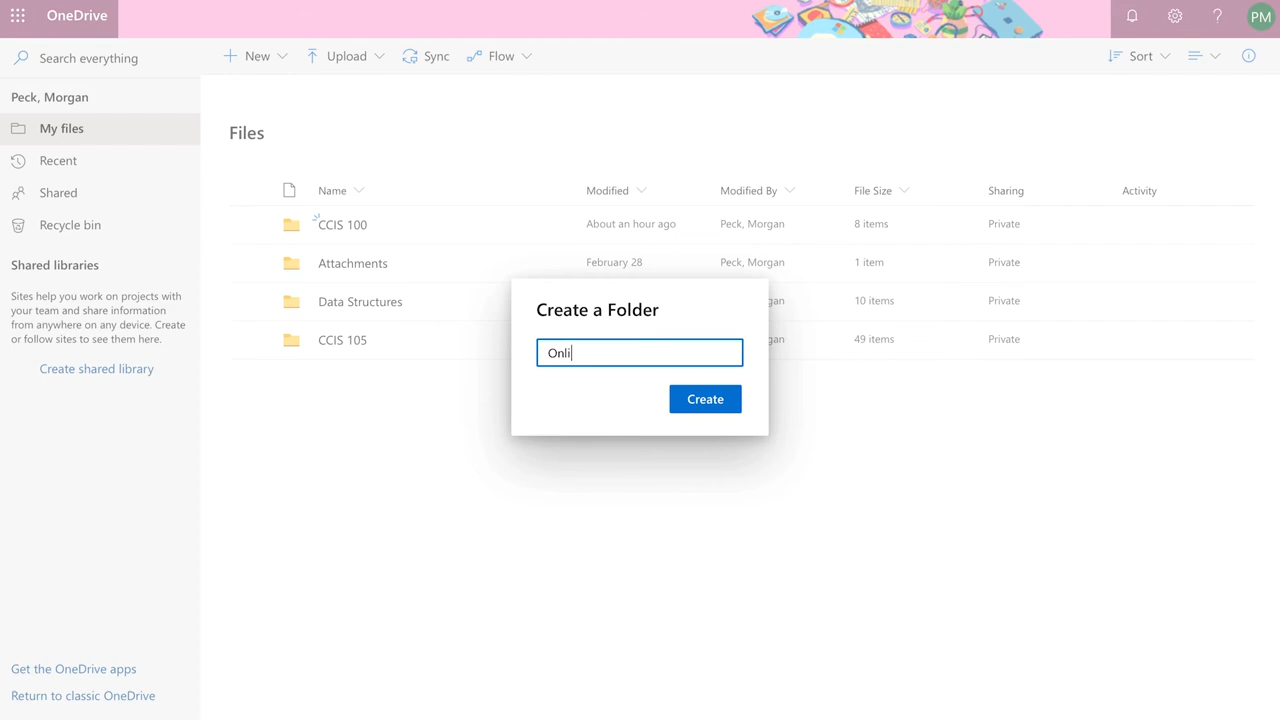 OneDrive
PM
Search everything
New
Upload
Sync
Flow
Sort
Peck, Morgan
My files
Recent
Shared
Recycle bin
Shared libraries
Sites help you work on projects with
your team and share information
from anywhere on any device. Create
or follow sites to see them here.
Create shared library
Get the OneDrive apps
Return to classic OneDrive
Files
Name Modified Modified By File Size Sharing Activity
CCIS 100 About an hour ago Peck, Morgan 8 items Private
Attachments February 28 Peck, Morgan 1 item Private
Data Structures 10 items Private
CCIS 105 49 items Private
Create a Folder
Onli
Create